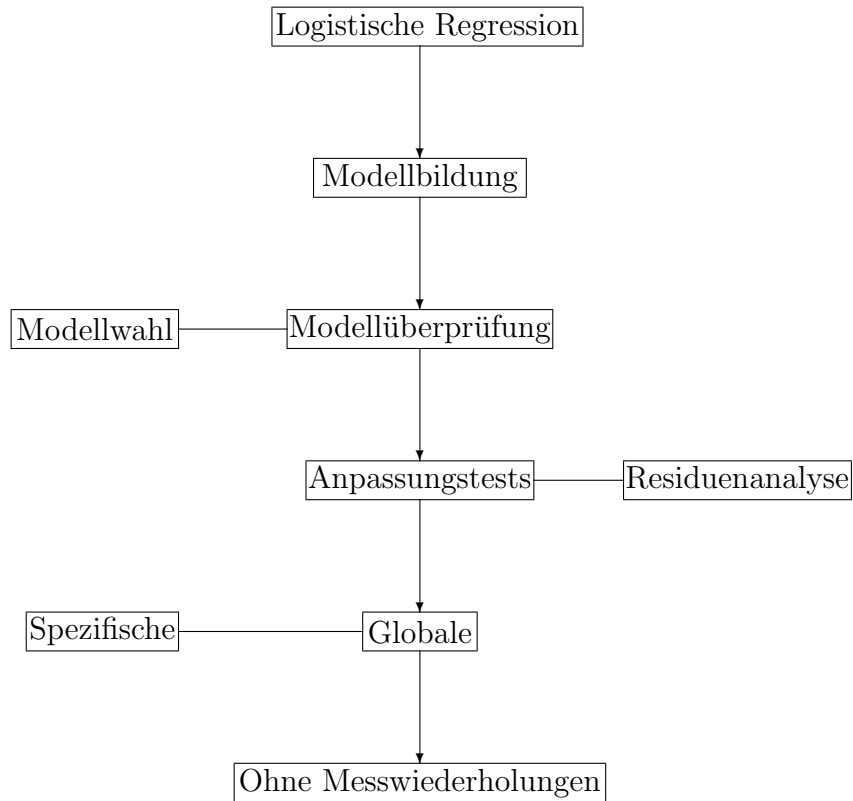 Logistische Regression
Modellbildung
Modellwahl
Modellüberprüfung
Anpassungstests
Residuenanalyse
Spezifische
Globale
Ohne Messwiederholungen